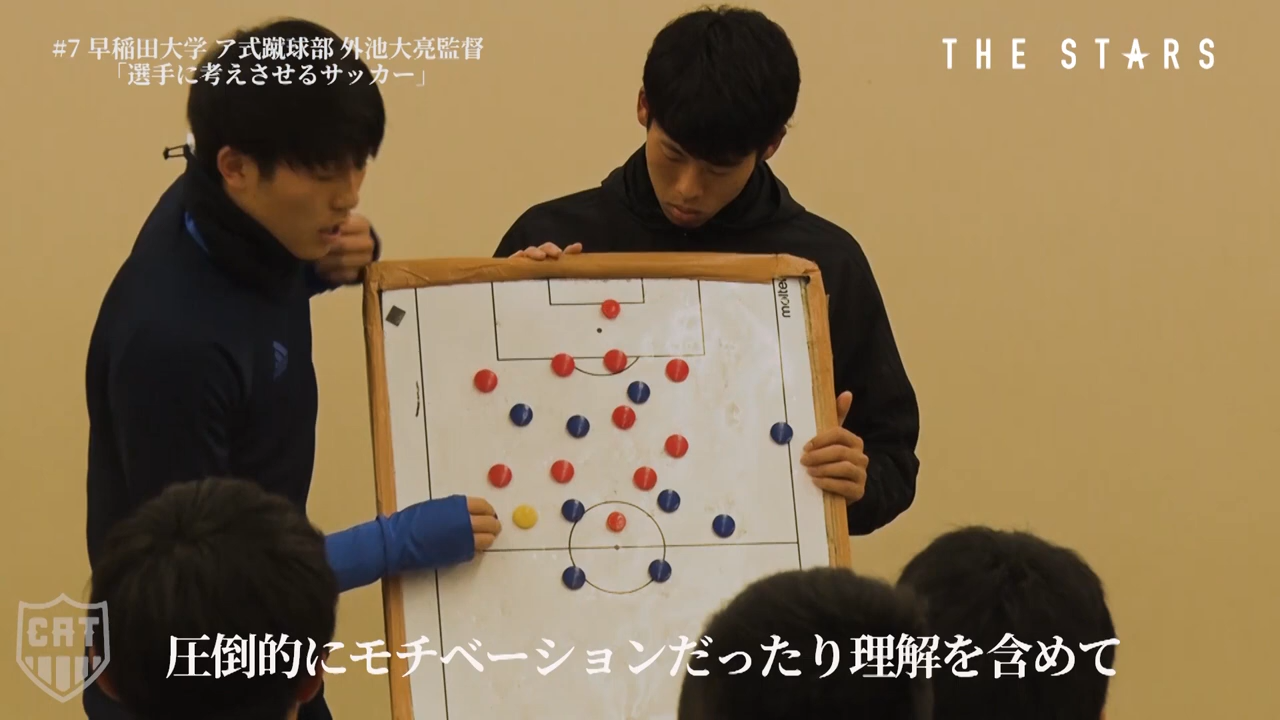 #7 早稲田大学 ア式蹴球部 外池大亮監督
「選手に考えさせるサッカー」
THE STARS
molten
CAT
圧倒的にモチベーションだったり理解を含めて